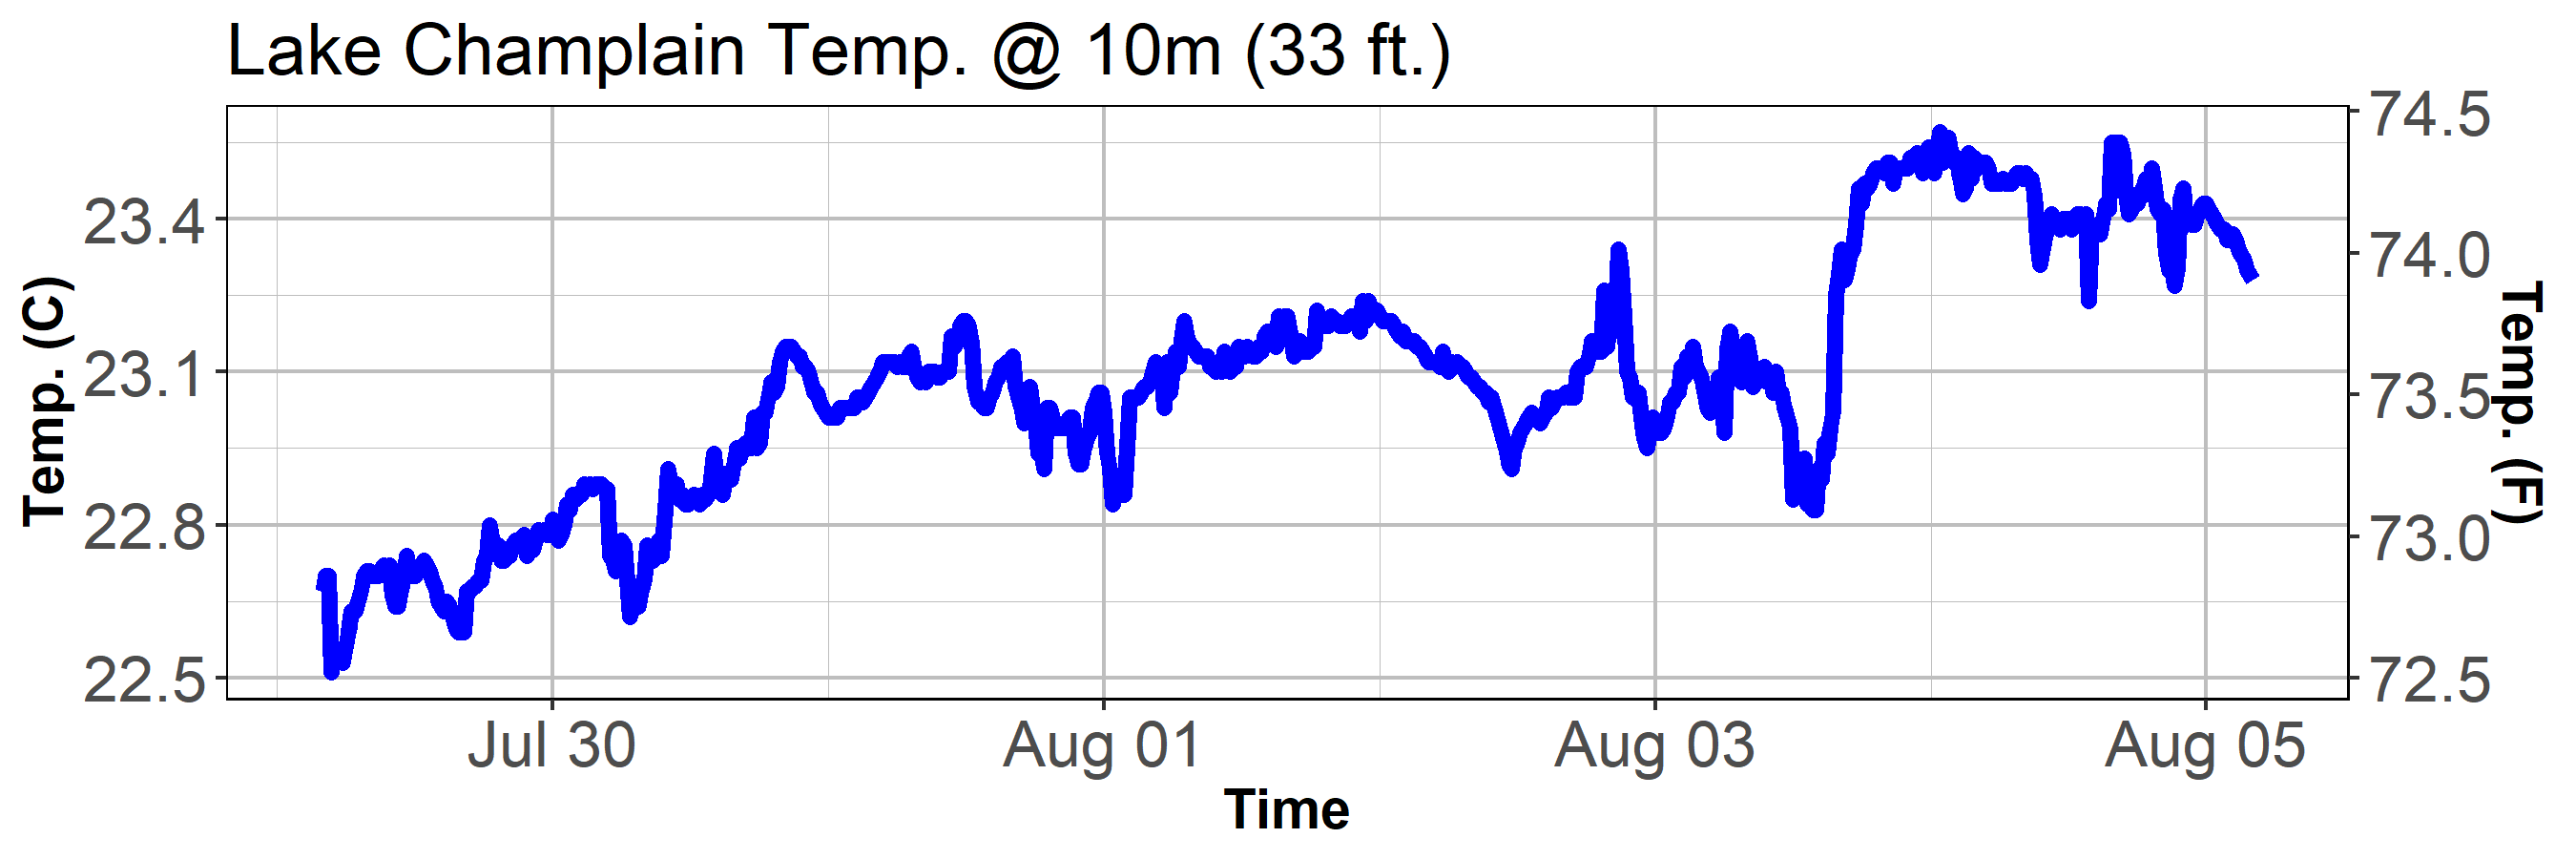 Lake Champlain Temp. @ 10m (33 ft.)
Temp. (C)
23.4
23.1
22.8
22.5
74.5
74.0
73.5
73.0
72.5
Temp. (F)
Jul 30 Aug 01 Aug 03 Aug 05
Time